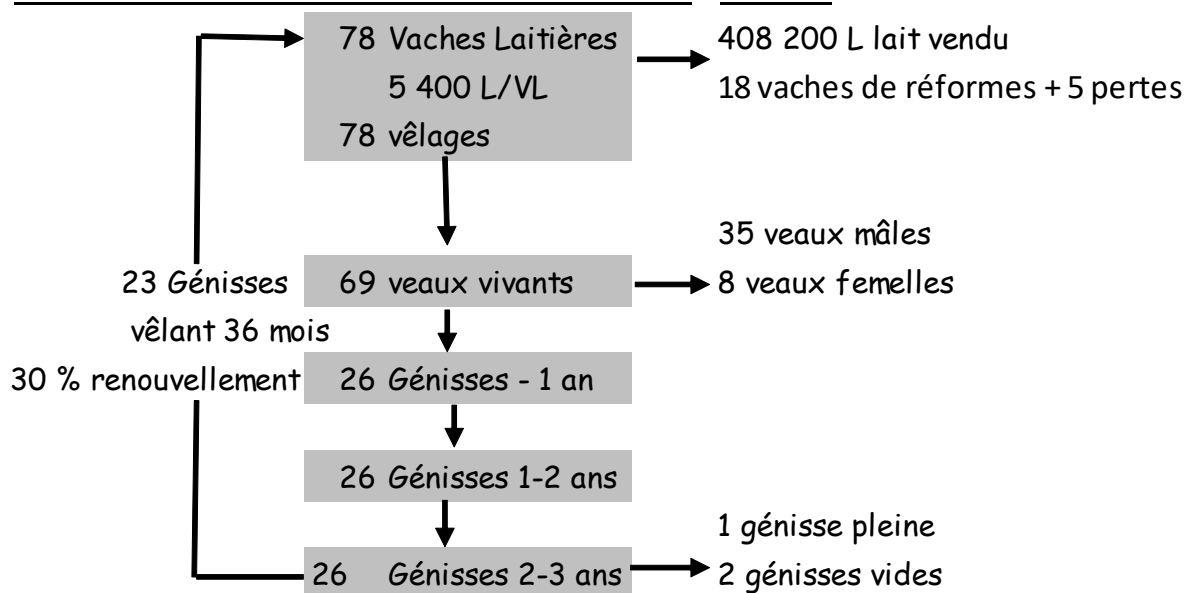 78 Vaches Laitières
5 400 L/VL
78 vêlages
408 200 L lait vendu
18 vaches de réformes + 5 pertes
35 veaux mâles
8 veaux femelles
69 veaux vivants
23 Génisses
vêlant 36 mois
30 % renouvellement
26 Génisses - 1 an
26 Génisses 1-2 ans
26 Génisses 2-3 ans
1 génisse pleine
2 génisses vides